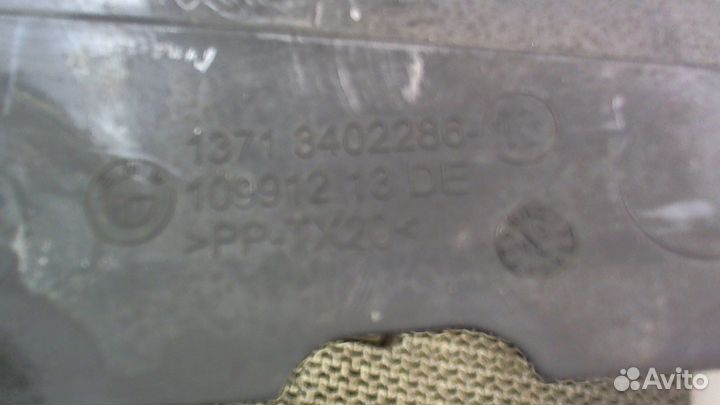 1371 3402286-
109912 13 DE
>PP-TX20<
Avito